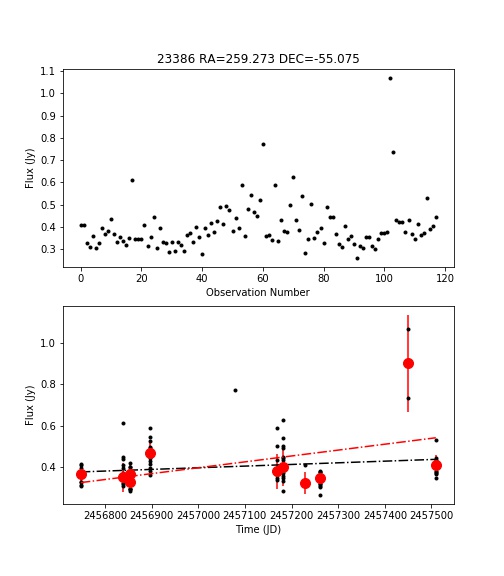 23386 RA=259.273 DEC=-55.075
1.1
1.0
0.9
0.8
0.7
0.6
0.5
0.4
0.3
Flux (Jy)
0 20 40 60 80 100 120
Observation Number
1.0
0.8
0.6
0.4
Flux (Jy)
2456800 2456900 2457000 2457100 2457200 2457300 2457400 2457500
Time (JD)